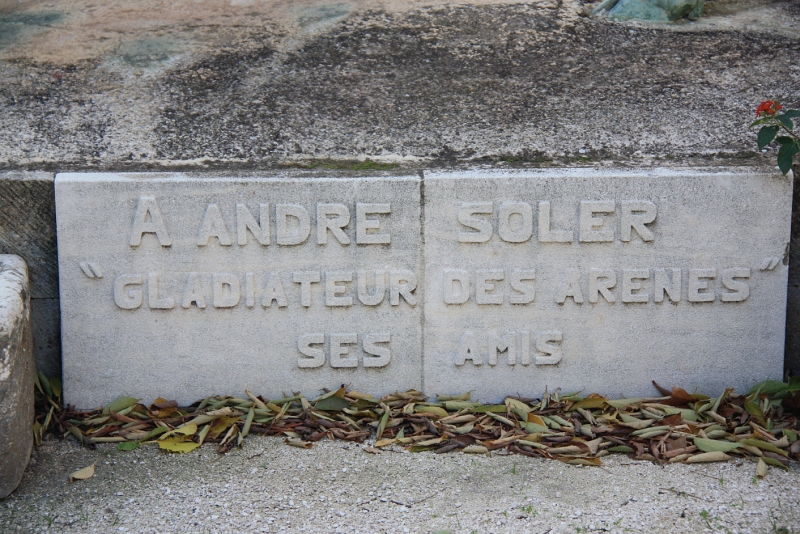 A ANDRE SOLER
"GLADIATEUR DES ARENES"
SES AMIS